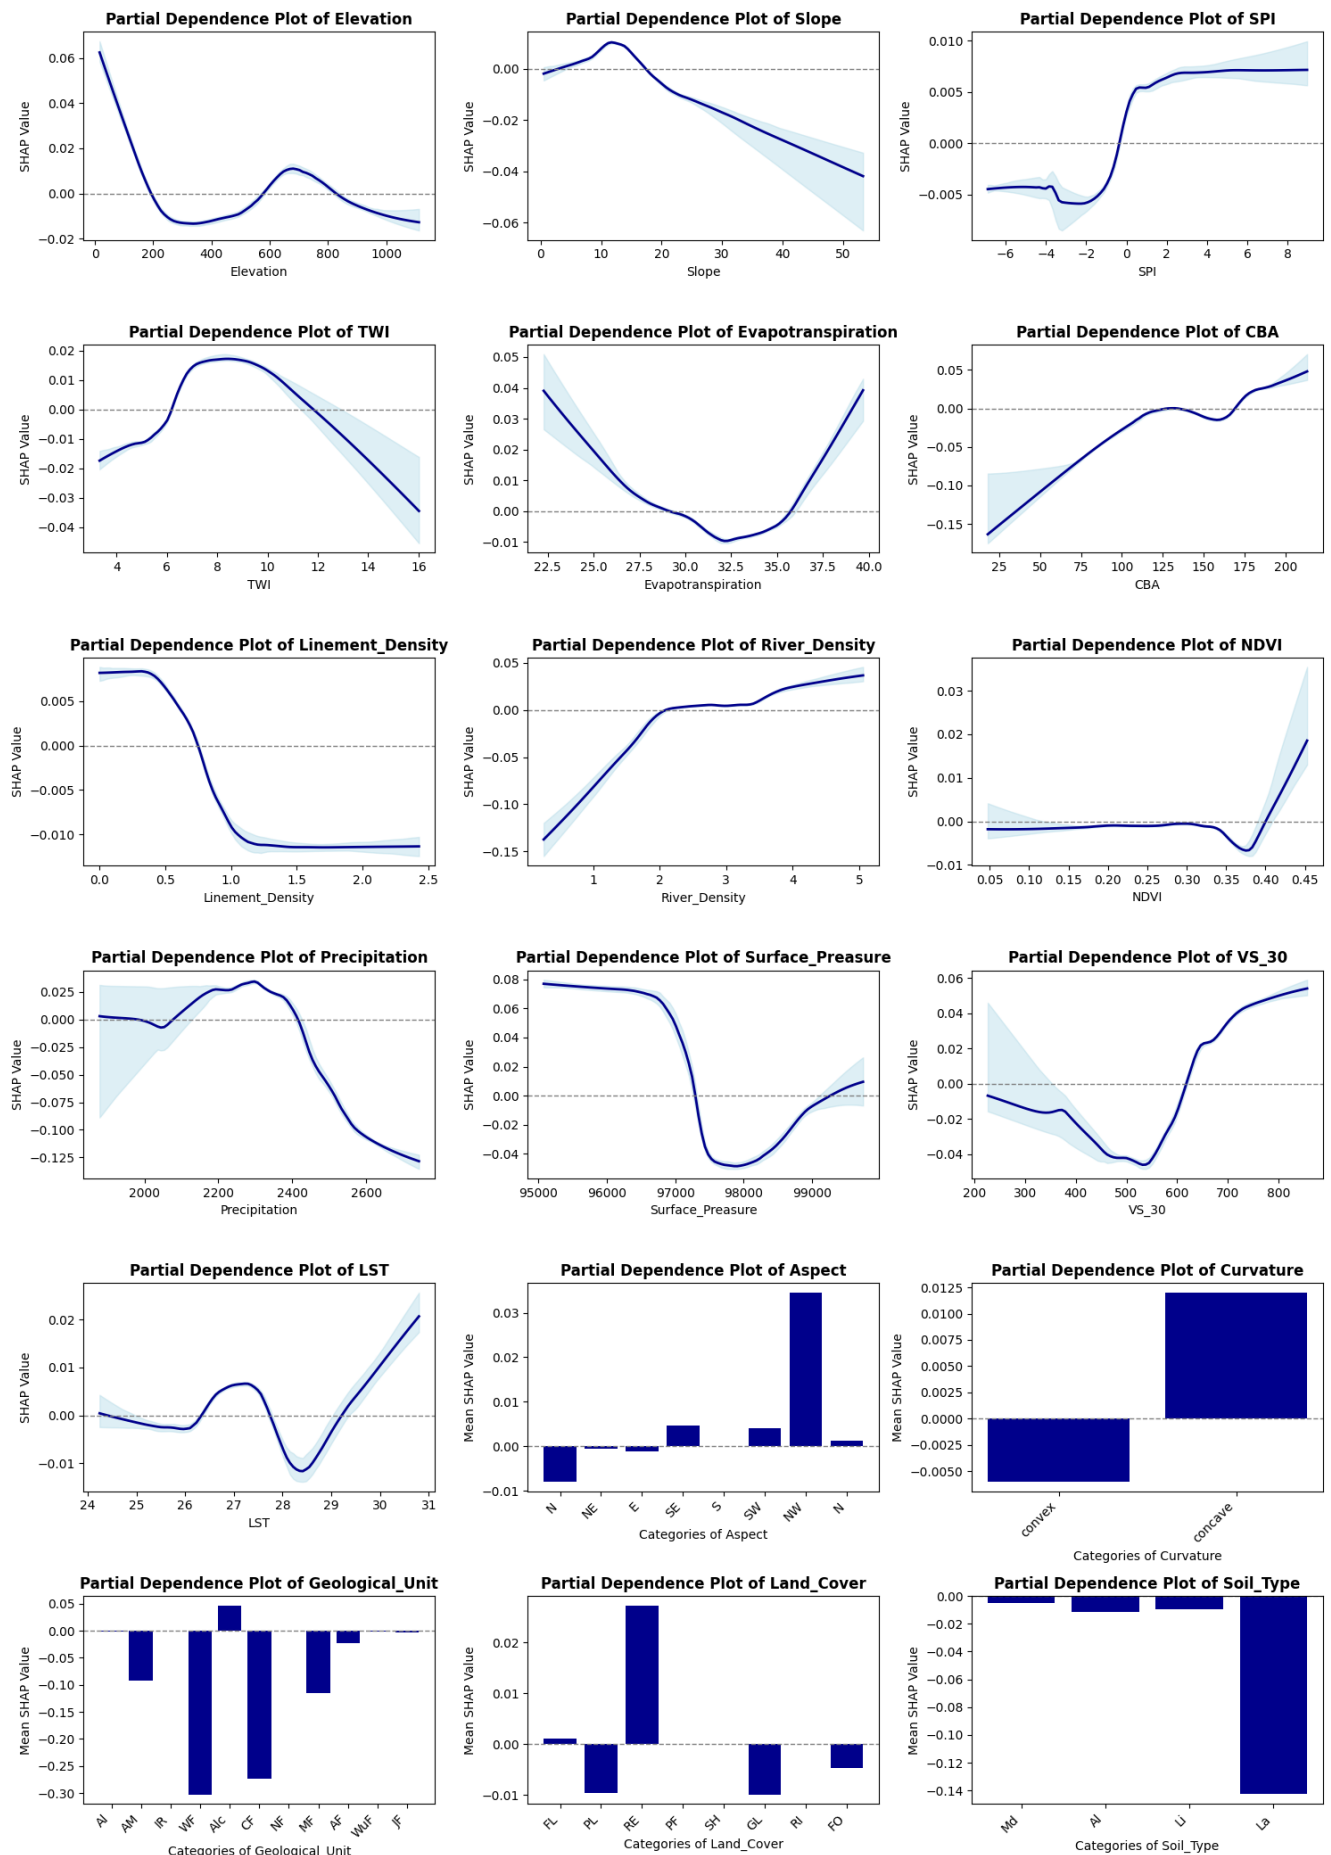 Partial Dependence Plot of Elevation
SHAP Value
0.06
0.04
0.02
0.00
−0.02
0
200
400
600
800
1000
Elevation
Partial Dependence Plot of Slope
SHAP Value
0.00
−0.02
−0.04
−0.06
0
10
20
30
40
50
Slope
Partial Dependence Plot of SPI
SHAP Value
0.010
0.005
0.000
−0.005
−6
−4
−2
0
2
4
6
8
SPI
Partial Dependence Plot of TWI
SHAP Value
0.02
0.01
0.00
−0.01
−0.02
−0.03
−0.04
4
6
8
10
12
14
16
TWI
Partial Dependence Plot of Evapotranspiration
SHAP Value
0.05
0.04
0.03
0.02
0.01
0.00
−0.01
22.5
25.0
27.5
30.0
32.5
35.0
37.5
40.0
Evapotranspiration
Partial Dependence Plot of CBA
SHAP Value
0.05
0.00
−0.05
−0.10
−0.15
25
50
75
100
125
150
175
200
CBA
Partial Dependence Plot of Linement_Density
SHAP Value
0.005
0.000
−0.005
−0.010
0.0
0.5
1.0
1.5
2.0
2.5
Linement_Density
Partial Dependence Plot of River_Density
SHAP Value
0.05
0.00
−0.05
−0.10
−0.15
1
2
3
4
5
River_Density
Partial Dependence Plot of NDVI
SHAP Value
0.03
0.02
0.01
0.00
−0.01
0.05
0.10
0.15
0.20
0.25
0.30
0.35
0.40
0.45
NDVI
Partial Dependence Plot of Precipitation
SHAP Value
0.025
0.000
−0.025
−0.050
−0.075
−0.100
−0.125
2000
2200
2400
2600
Precipitation
Partial Dependence Plot of Surface_Preasure
SHAP Value
0.08
0.06
0.04
0.02
0.00
−0.02
−0.04
95000
96000
97000
98000
99000
Surface_Preasure
Partial Dependence Plot of VS_30
SHAP Value
0.06
0.04
0.02
0.00
−0.02
−0.04
200
300
400
500
600
700
800
VS_30
Partial Dependence Plot of LST
SHAP Value
0.02
0.01
0.00
−0.01
24
25
26
27
28
29
30
31
LST
Partial Dependence Plot of Aspect
Mean SHAP Value
0.03
0.02
0.01
0.00
−0.01
N
NE
E
SE
S
SW
NW
N
Categories of Aspect
Partial Dependence Plot of Curvature
Mean SHAP Value
0.0125
0.0100
0.0075
0.0050
0.0025
0.0000
−0.0025
−0.0050
convex
concave
Categories of Curvature
Partial Dependence Plot of Geological_Unit
Mean SHAP Value
0.05
0.00
−0.05
−0.10
−0.15
−0.20
−0.25
−0.30
Al
AM
IR
WF
Alc
CF
NF
MF
AF
WuF
JF
Categories of Geological_Unit
Partial Dependence Plot of Land_Cover
Mean SHAP Value
0.02
0.01
0.00
−0.01
FL
PL
RE
PF
SH
GL
RI
FO
Categories of Land_Cover
Partial Dependence Plot of Soil_Type
Mean SHAP Value
0.00
−0.02
−0.04
−0.06
−0.08
−0.10
−0.12
−0.14
Md
Al
Li
La
Categories of Soil_Type